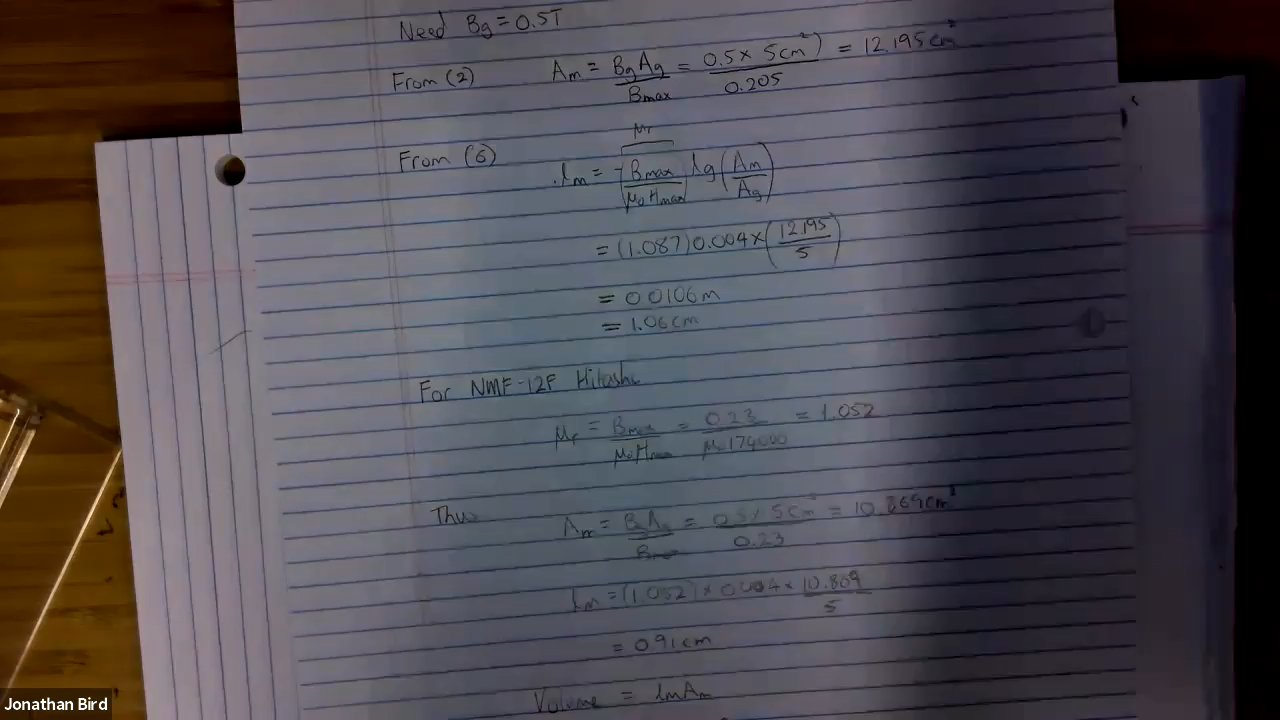 Need Bg = 0.5T
From (2) Am = BgAg / Bmax = 0.5 × 5cm² / 0.205 = 12.195cm²
μr
From (6) lm = -Bmax / μ0Hmax lg (Am / Ag)
= (1.087) 0.004 × (12.195 / 5)
= 0.0106m
= 1.06cm
For NMF-12F Hitachi
μr = Bmax / μ0Hmax = 0.23 / μ0174000 = 1.052
Thus Am = BgAg / Bmax = 0.5 × 5cm² / 0.23 = 10.869cm²
lm = (1.052) × 0.004 × 10.869 / 5
= 0.91cm
Volume = lmAm
Jonathan Bird